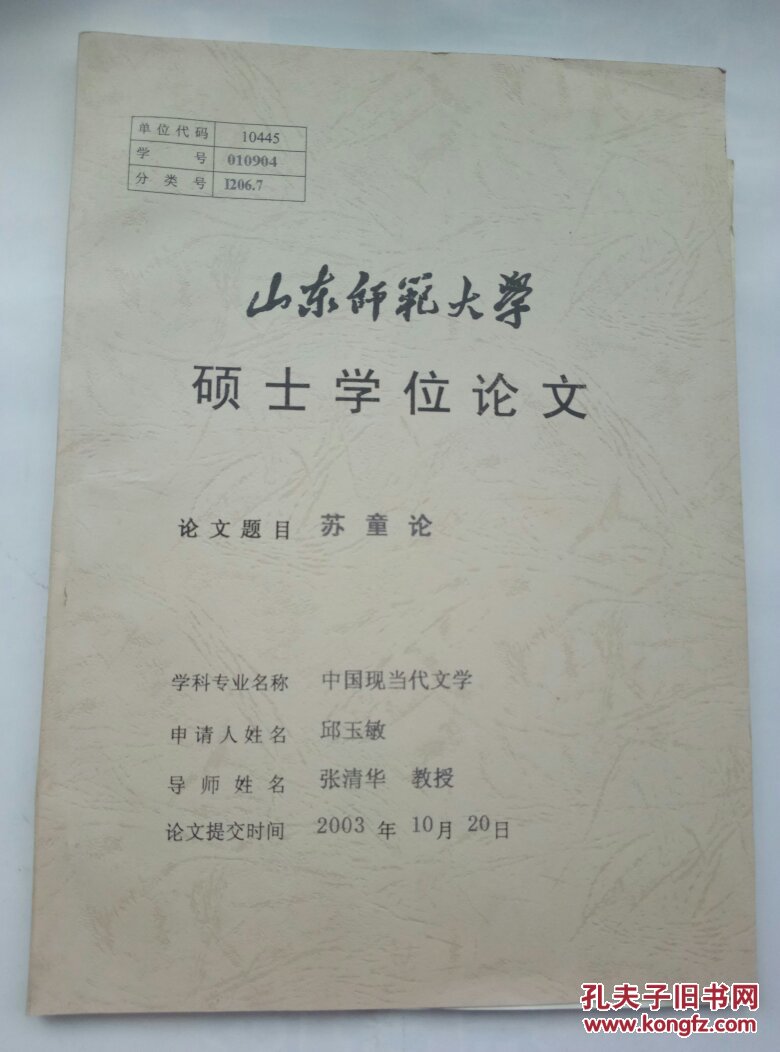 单位代码 10445
学号 010904
分类号 I206.7
山东师范大学
硕士学位论文
论文题目 苏童论
学科专业名称 中国现当代文学
申请人姓名 邱玉敏
导师姓名 张清华 教授
论文提交时间 2003 年 10月 20日
孔夫子旧书网
www.kongfz.com